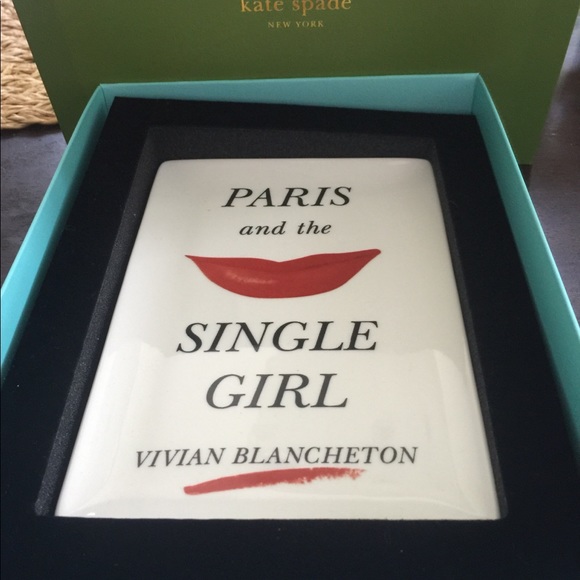 kate spade
NEW YORK
PARIS
and the
SINGLE
GIRL
VIVIAN BLANCHETON